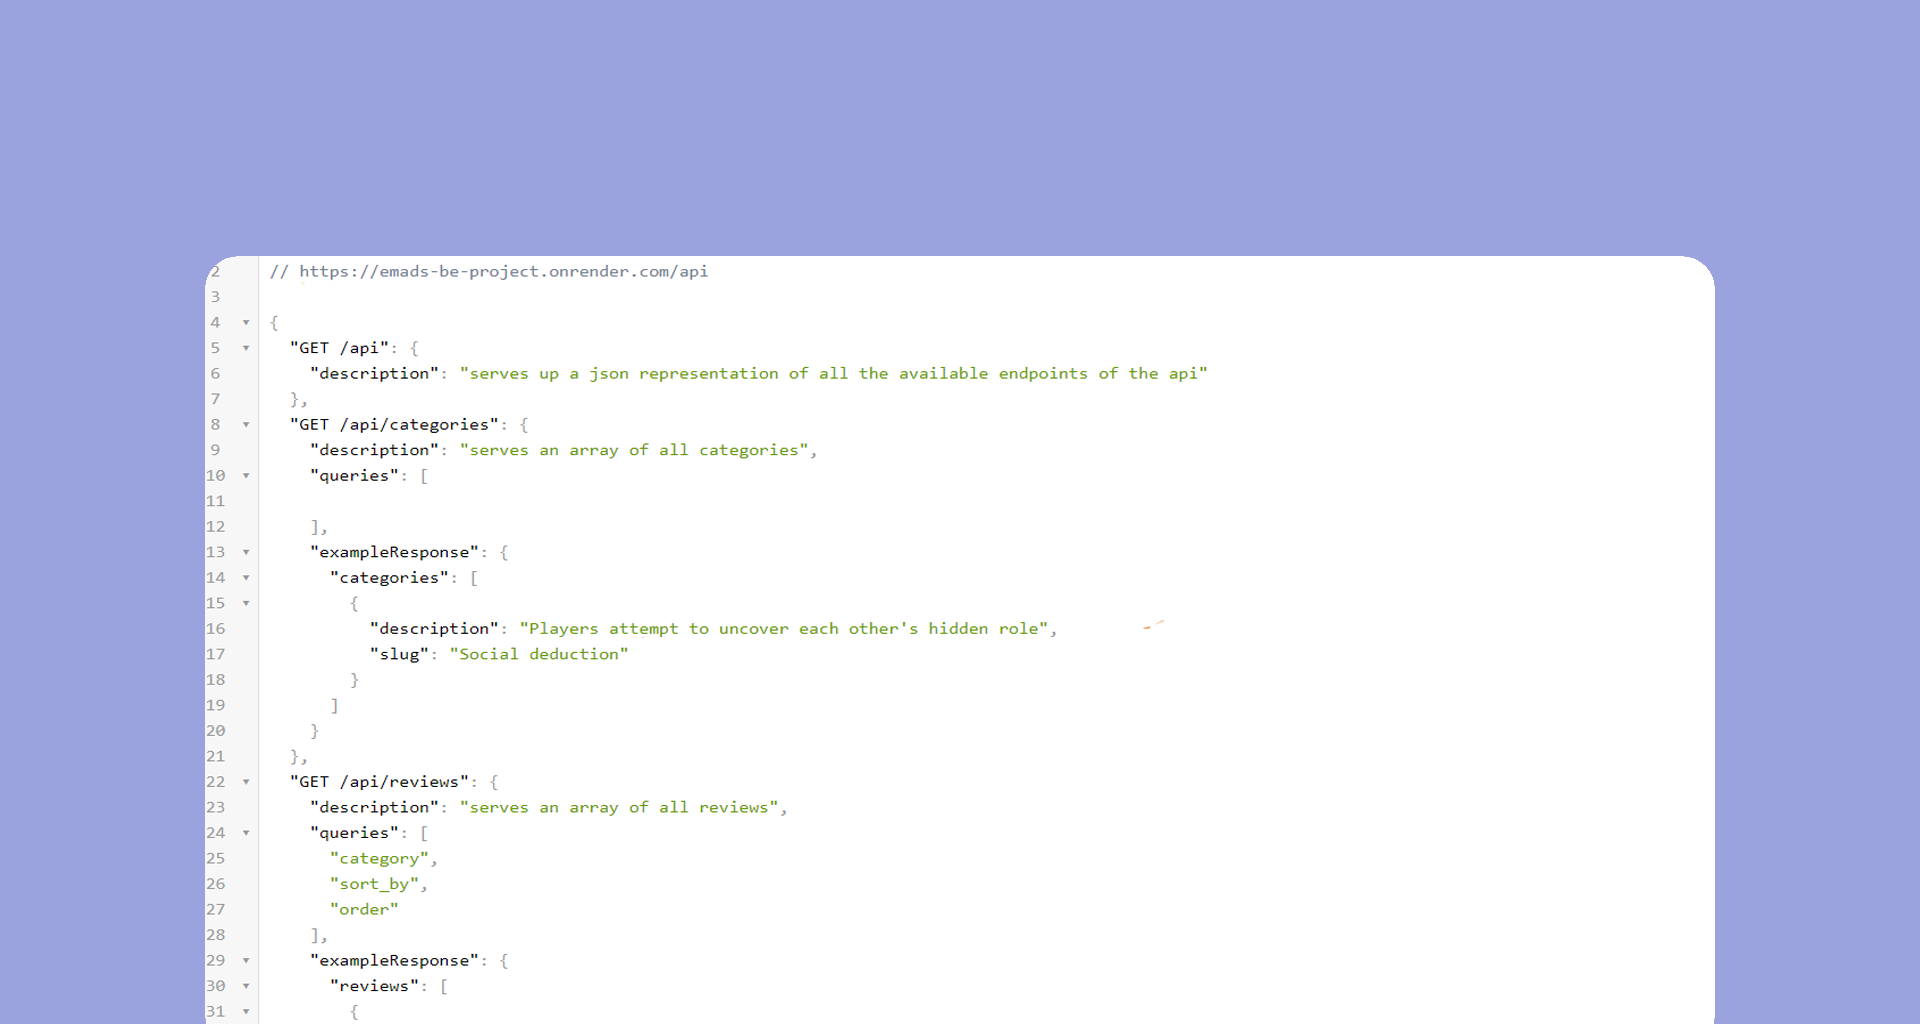 2 // https://emads-be-project.onrender.com/api
3
4 ▾ {
5 ▾ "GET /api": {
6 "description": "serves up a json representation of all the available endpoints of the api"
7 },
8 ▾ "GET /api/categories": {
9 "description": "serves an array of all categories",
10 ▾ "queries": [
11
12 ],
13 ▾ "exampleResponse": {
14 ▾ "categories": [
15 ▾ {
16 "description": "Players attempt to uncover each other's hidden role",
17 "slug": "Social deduction"
18 }
19 ]
20 }
21 },
22 ▾ "GET /api/reviews": {
23 "description": "serves an array of all reviews",
24 ▾ "queries": [
25 "category",
26 "sort_by",
27 "order"
28 ],
29 ▾ "exampleResponse": {
30 ▾ "reviews": [
31 ▾ {